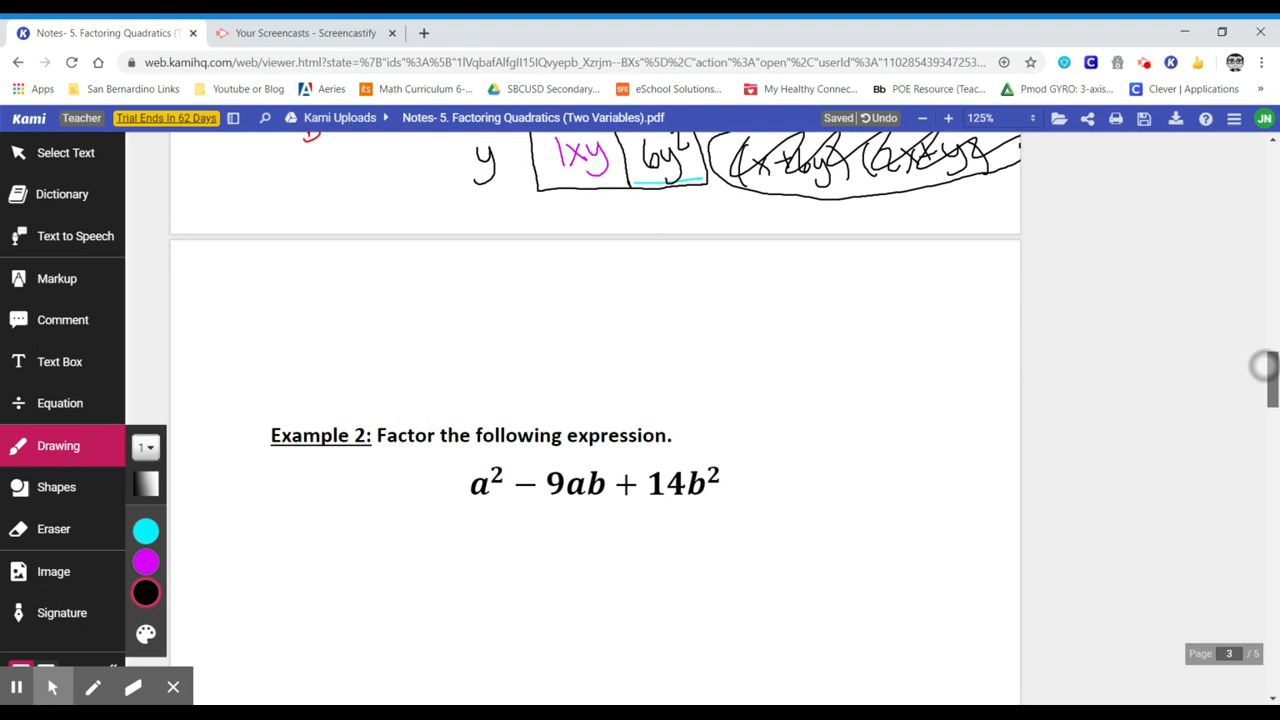 Notes- 5. Factoring Quadratics (T
Your Screencasts - Screencastify
web.kamihq.com/web/viewer.html?state=%7B"ids"%3A%5B"1lVqbafAlfgII15IQvyepb_Xzrjm--BXs"%5D%2C"action"%3A"open"%2C"userId"%3A"110285439347253...
Apps San Bernardino Links Youtube or Blog Aeries Math Curriculum 6-... SBCUSD Secondary... eSchool Solutions... My Healthy Connec... Bb POE Resource (Teac... Pmod GYRO: 3-axis... Clever | Applications »
Kami Teacher Trial Ends In 62 Days Kami Uploads Notes- 5. Factoring Quadratics (Two Variables).pdf Saved Undo 125% JN
Select Text
Dictionary
Text to Speech
Markup
Comment
Text Box
Equation
Drawing
1
Shapes
Eraser
Image
Signature
y 1xy 6y²
Example 2: Factor the following expression.
a² − 9ab + 14b²
Page 3 / 5